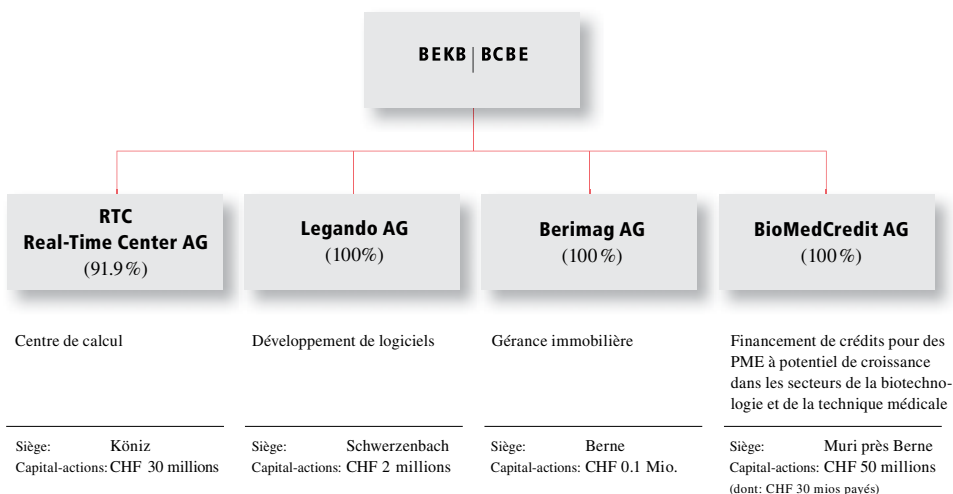 BEKB | BCBE
RTC
Real-Time Center AG
(91.9%)
Legando AG
(100%)
Berimag AG
(100%)
BioMedCredit AG
(100%)
Centre de calcul
Développement de logiciels
Gérance immobilière
Financement de crédits pour des
PME à potentiel de croissance
dans les secteurs de la biotechno-
logie et de la technique médicale
Siège: Köniz
Capital-actions: CHF 30 millions
Siège: Schwerzenbach
Capital-actions: CHF 2 millions
Siège: Berne
Capital-actions: CHF 0.1 Mio.
Siège: Muri près Berne
Capital-actions: CHF 50 millions
(dont: CHF 30 mios payés)